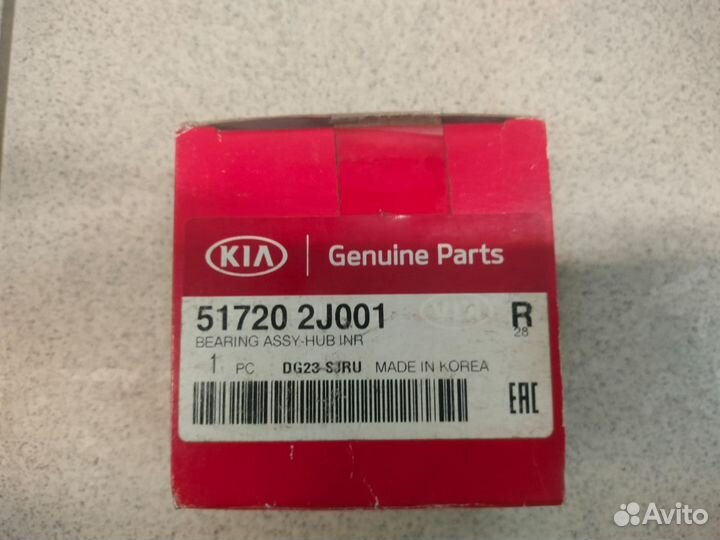 KIA
Genuine Parts
51720 2J001
R
28
BEARING ASSY-HUB INR
1 PC DG23-SJRU MADE IN KOREA
EAC
Avito